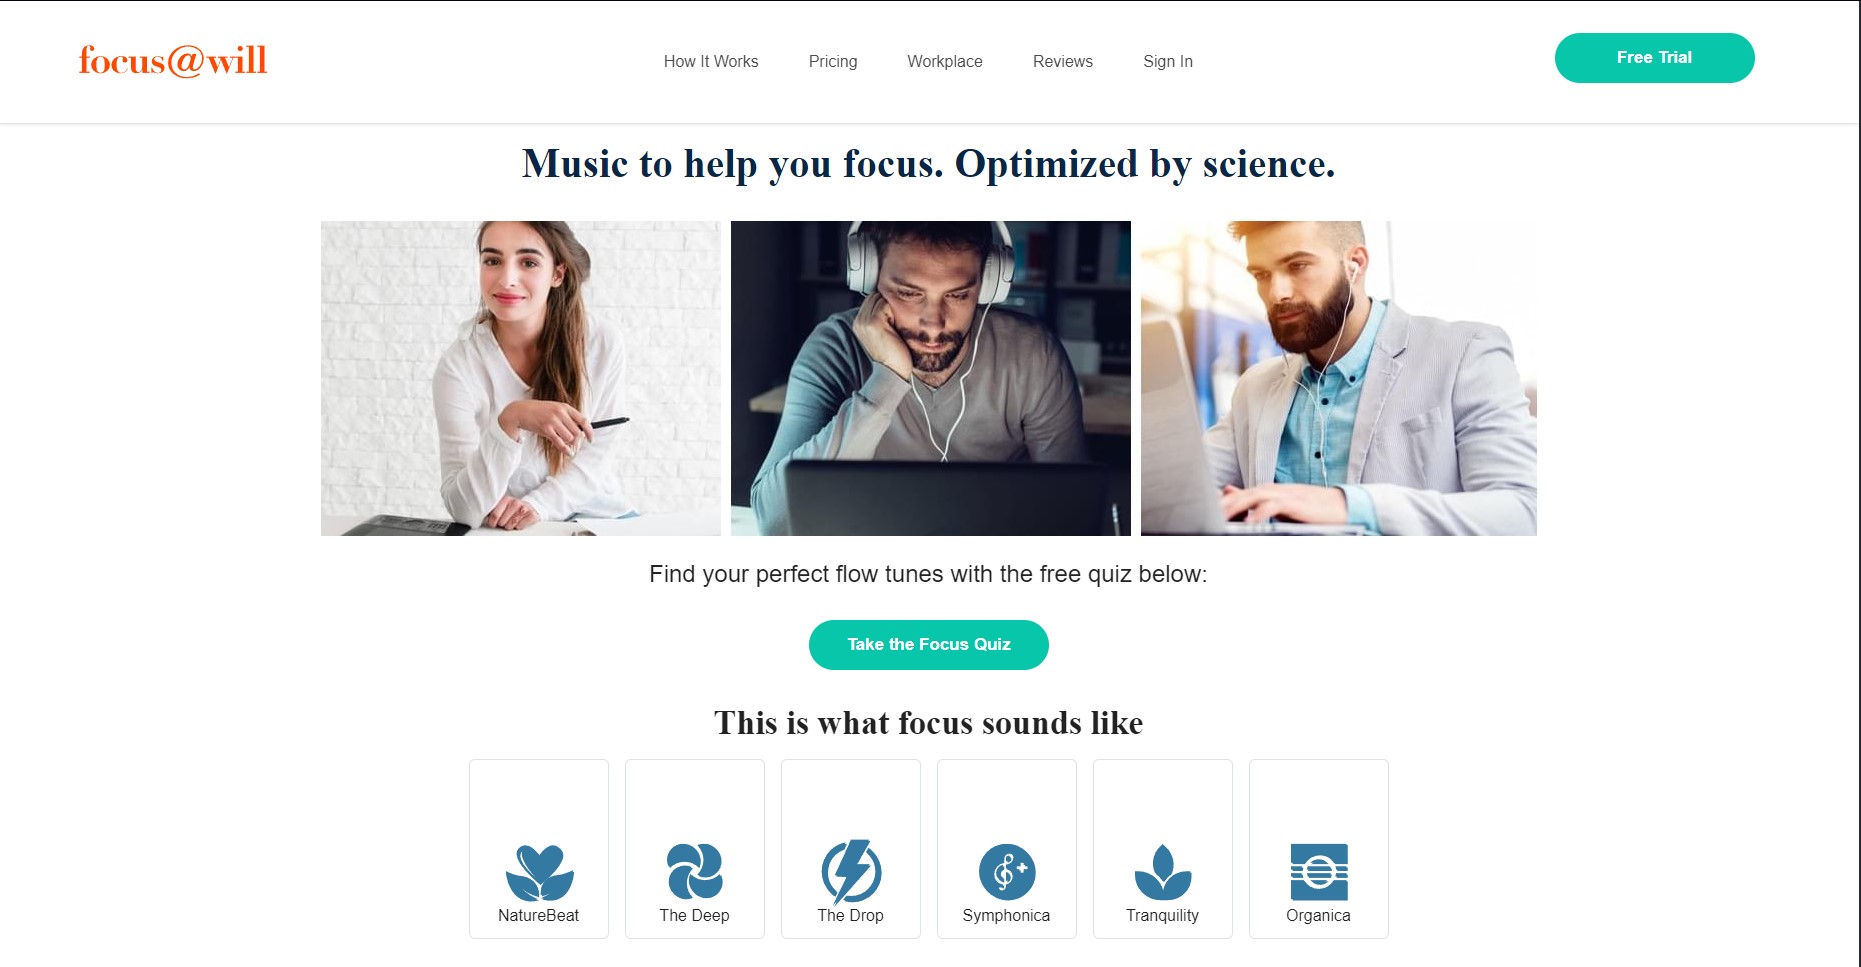 focus@will
How It Works
Pricing
Workplace
Reviews
Sign In
Free Trial
Music to help you focus. Optimized by science.
Find your perfect flow tunes with the free quiz below:
Take the Focus Quiz
This is what focus sounds like
NatureBeat
The Deep
The Drop
Symphonica
Tranquility
Organica